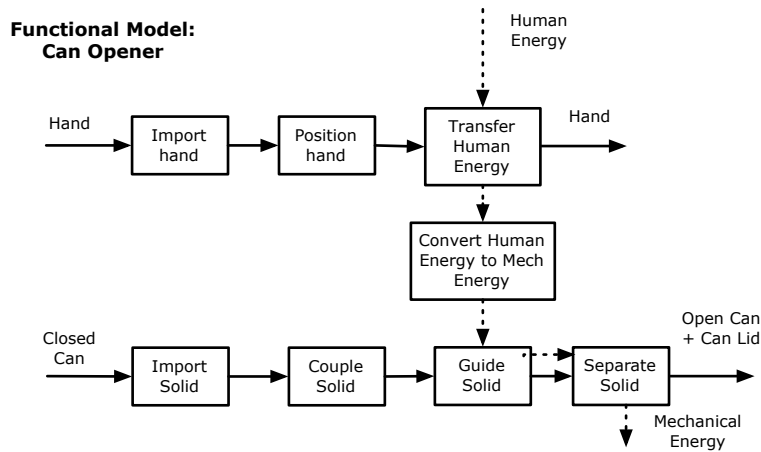 Functional Model:
Can Opener
Human
Energy
Hand
Import
hand
Position
hand
Transfer
Human
Energy
Hand
Convert Human
Energy to Mech
Energy
Closed
Can
Import
Solid
Couple
Solid
Guide
Solid
Separate
Solid
Open Can
+ Can Lid
Mechanical
Energy